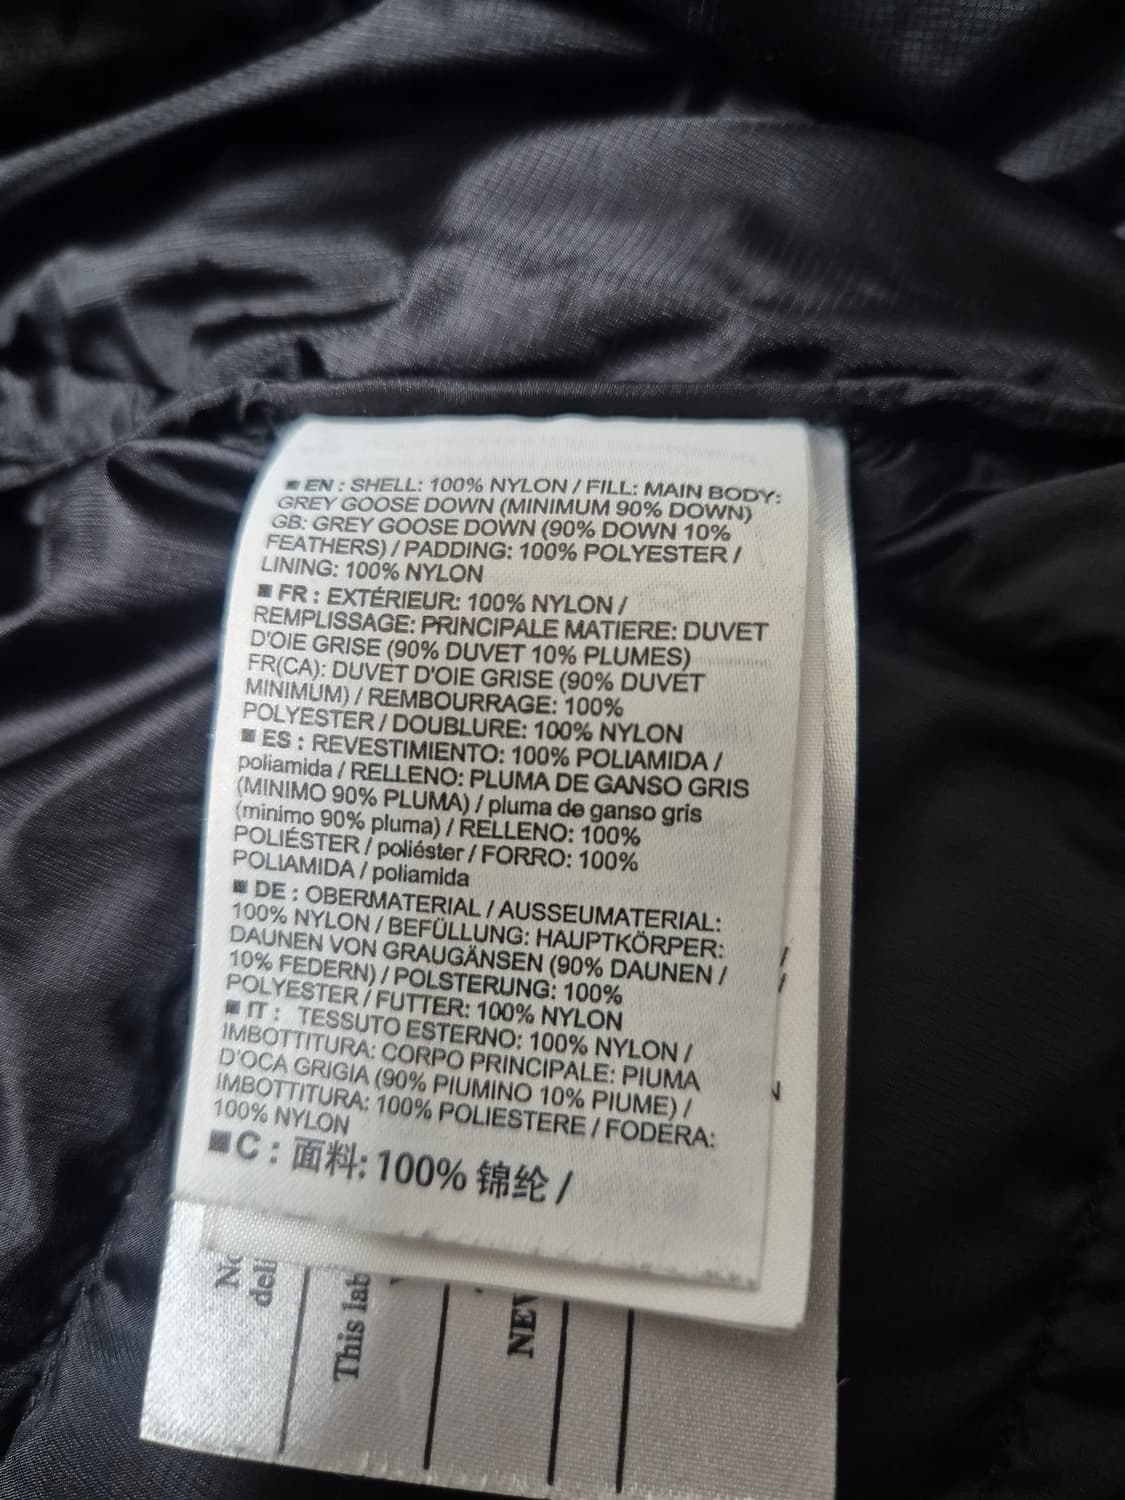 ■ EN : SHELL: 100% NYLON / FILL: MAIN BODY:
GREY GOOSE DOWN (MINIMUM 90% DOWN)
GB: GREY GOOSE DOWN (90% DOWN 10%
FEATHERS) / PADDING: 100% POLYESTER /
LINING: 100% NYLON
■ FR : EXTÉRIEUR: 100% NYLON /
REMPLISSAGE: PRINCIPALE MATIERE: DUVET
D'OIE GRISE (90% DUVET 10% PLUMES)
FR(CA): DUVET D'OIE GRISE (90% DUVET
MINIMUM) / REMBOURRAGE: 100%
POLYESTER / DOUBLURE: 100% NYLON
■ ES : REVESTIMIENTO: 100% POLIAMIDA /
poliamida / RELLENO: PLUMA DE GANSO GRIS
(MINIMO 90% PLUMA) / pluma de ganso gris
(minimo 90% pluma) / RELLENO: 100%
POLIÉSTER / poliéster / FORRO: 100%
POLIAMIDA / poliamida
■ DE : OBERMATERIAL / AUSSEUMATERIAL:
100% NYLON / BEFÜLLUNG: HAUPTKÖRPER:
DAUNEN VON GRAUGÄNSEN (90% DAUNEN /
10% FEDERN) / POLSTERUNG: 100%
POLYESTER / FUTTER: 100% NYLON
■ IT : TESSUTO ESTERNO: 100% NYLON /
IMBOTTITURA: CORPO PRINCIPALE: PIUMA
D'OCA GRIGIA (90% PIUMINO 10% PIUME) /
IMBOTTITURA: 100% POLIESTERE / FODERA:
100% NYLON
■ C : 面料: 100% 锦纶 /
This